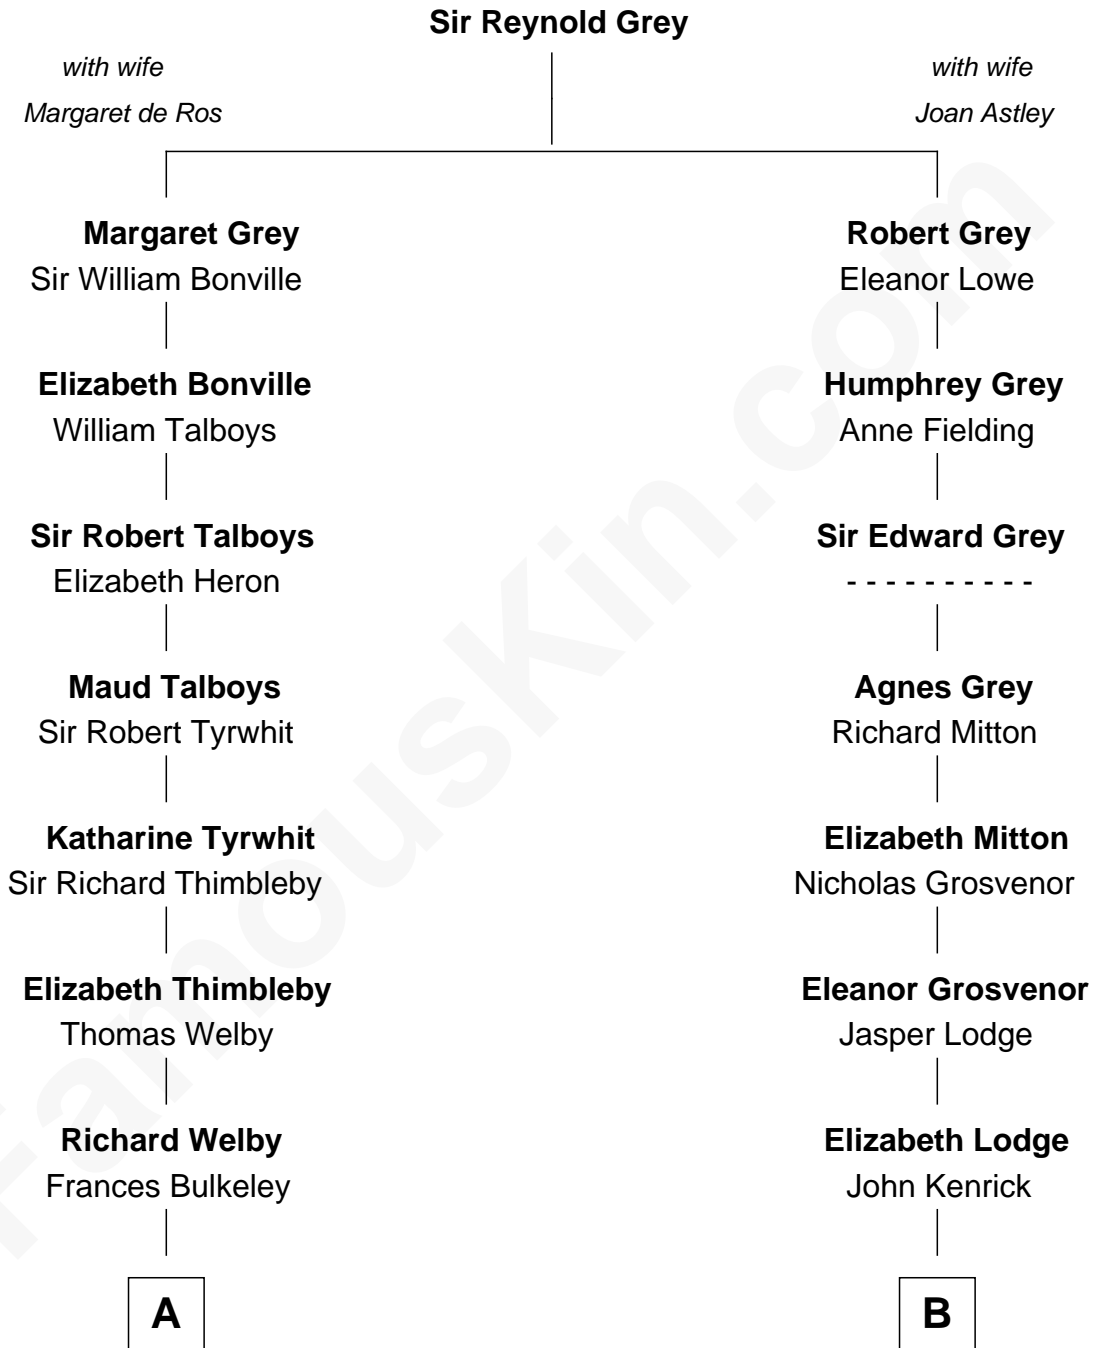 Sir Reynold Grey
with wife
Margaret de Ros
with wife
Joan Astley
Margaret Grey
Sir William Bonville
Robert Grey
Eleanor Lowe
Elizabeth Bonville
William Talboys
Humphrey Grey
Anne Fielding
Sir Robert Talboys
Elizabeth Heron
Sir Edward Grey
- - - - - - - - - -
Maud Talboys
Sir Robert Tyrwhit
Agnes Grey
Richard Mitton
Katharine Tyrwhit
Sir Richard Thimbleby
Elizabeth Mitton
Nicholas Grosvenor
Elizabeth Thimbleby
Thomas Welby
Eleanor Grosvenor
Jasper Lodge
Richard Welby
Frances Bulkeley
Elizabeth Lodge
John Kenrick
A
B
FamousKin.com